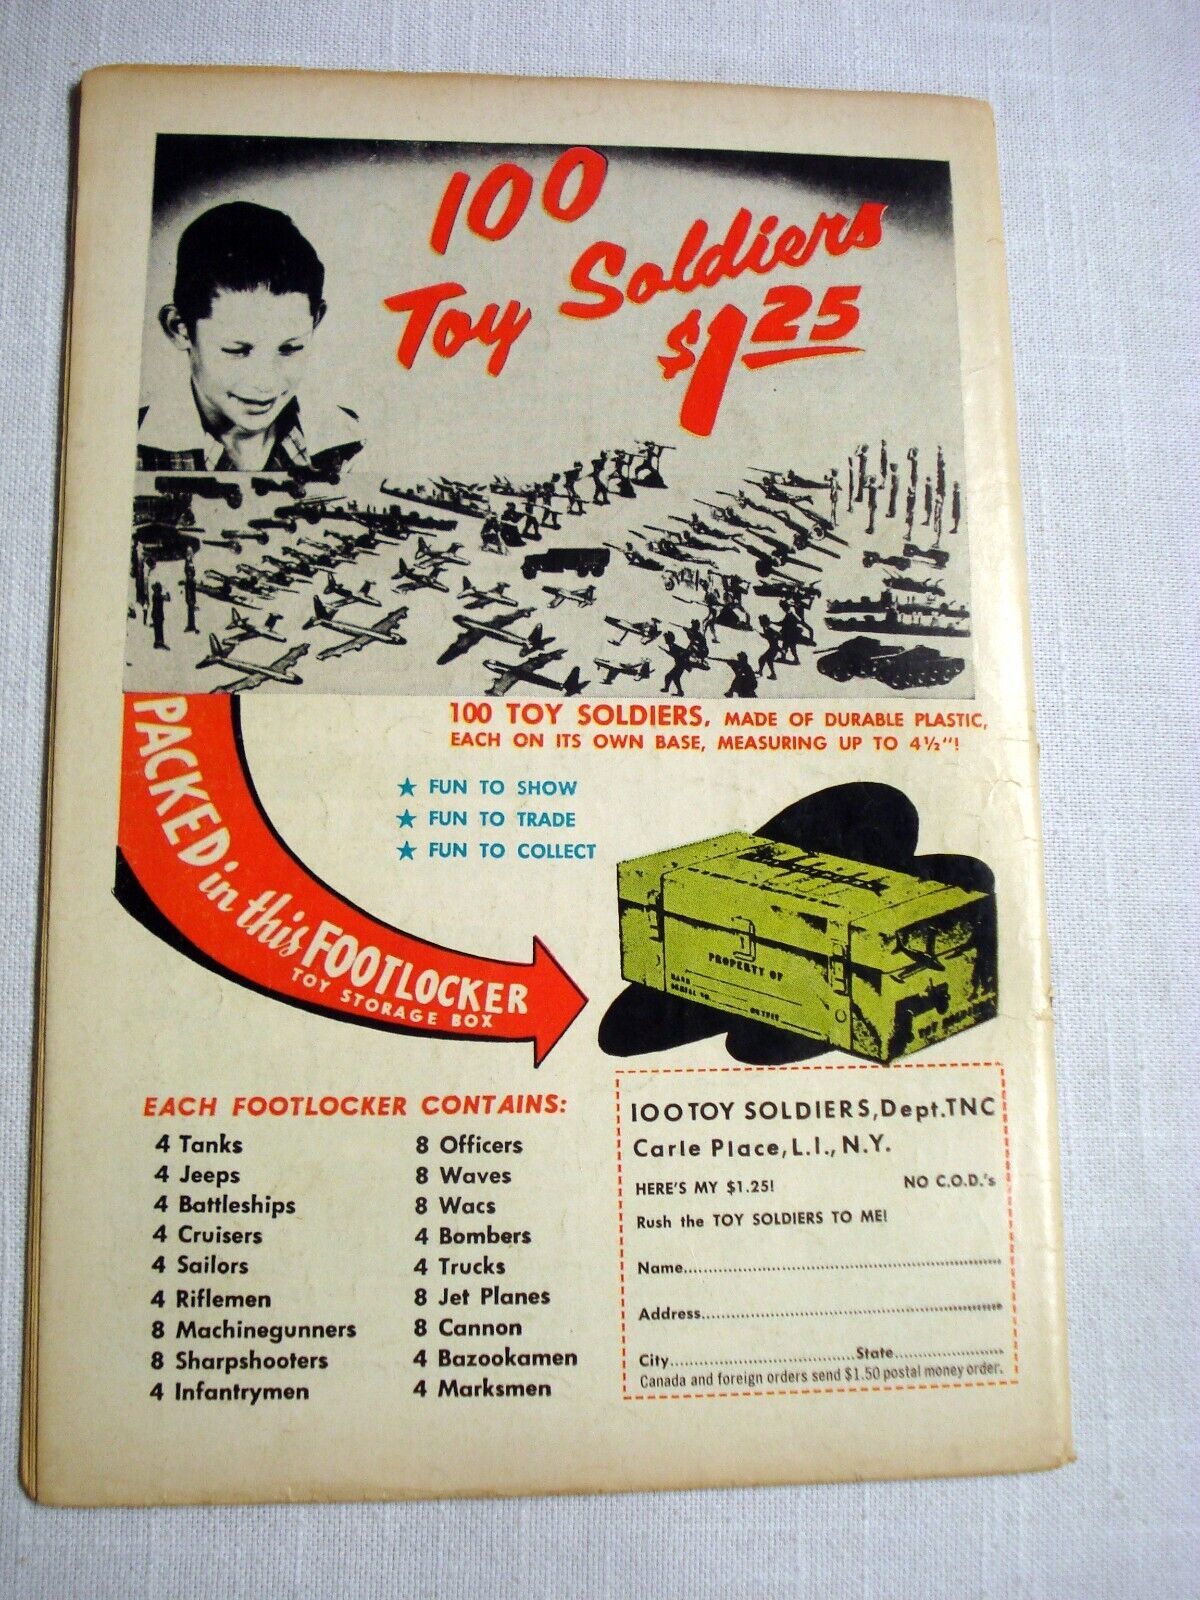 100
Toy Soldiers
$1.25
100 TOY SOLDIERS, MADE OF DURABLE PLASTIC,
EACH ON ITS OWN BASE, MEASURING UP TO 4½"!
★ FUN TO SHOW
★ FUN TO TRADE
★ FUN TO COLLECT
PACKED in this FOOTLOCKER
TOY STORAGE BOX
PROPERTY OF
EACH FOOTLOCKER CONTAINS:
4 Tanks
4 Jeeps
4 Battleships
4 Cruisers
4 Sailors
4 Riflemen
8 Machinegunners
8 Sharpshooters
4 Infantrymen
8 Officers
8 Waves
8 Wacs
4 Bombers
4 Trucks
8 Jet Planes
8 Cannon
4 Bazookamen
4 Marksmen
100 TOY SOLDIERS, Dept. TNC
Carle Place, L.I., N.Y.
HERE'S MY $1.25! NO C.O.D.'s
Rush the TOY SOLDIERS TO ME!
Name
Address
City State
Canada and foreign orders send $1.50 postal money order.